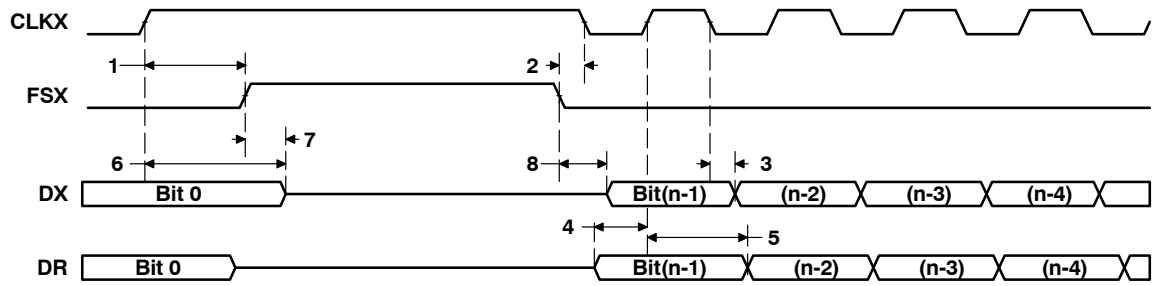 CLKX
1 2
FSX
7
6 8 3
DX Bit 0 Bit(n-1) (n-2) (n-3) (n-4)
4 5
DR Bit 0 Bit(n-1) (n-2) (n-3) (n-4)